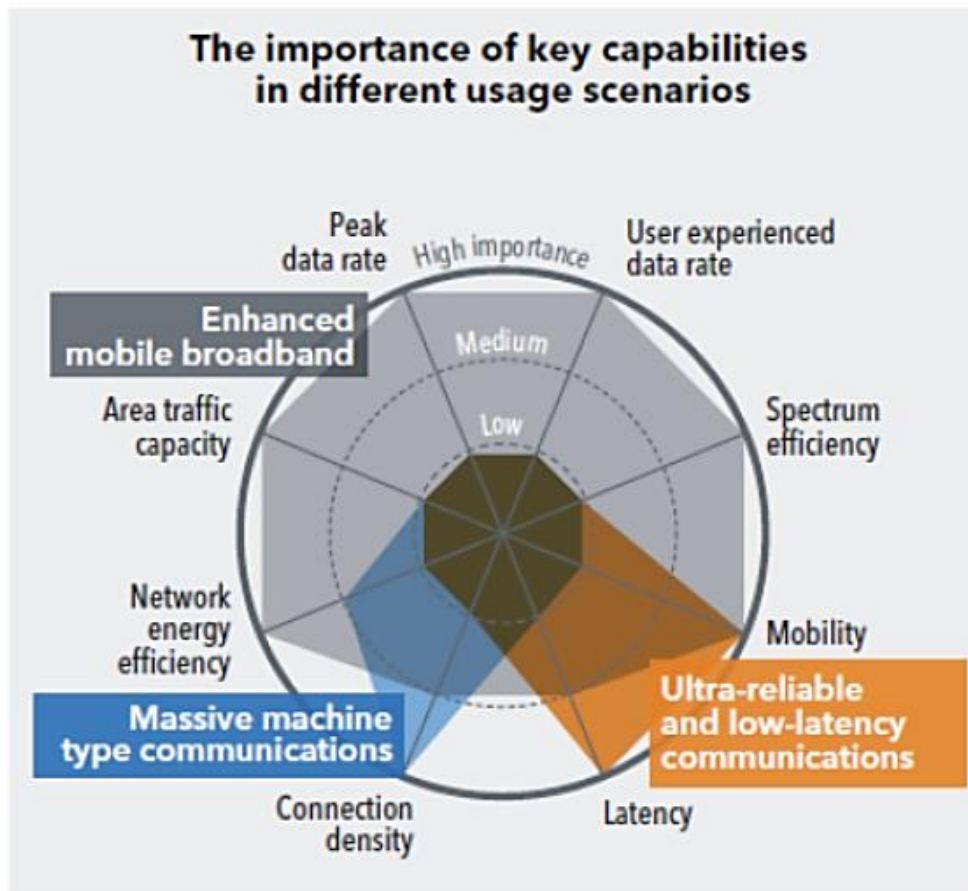 The importance of key capabilities
in different usage scenarios
Peak
data rate
High importance
User experienced
data rate
Enhanced
mobile broadband
Medium
Area traffic
capacity
Low
Spectrum
efficiency
Network
energy
efficiency
Mobility
Massive machine
type communications
Ultra-reliable
and low-latency
communications
Connection
density
Latency